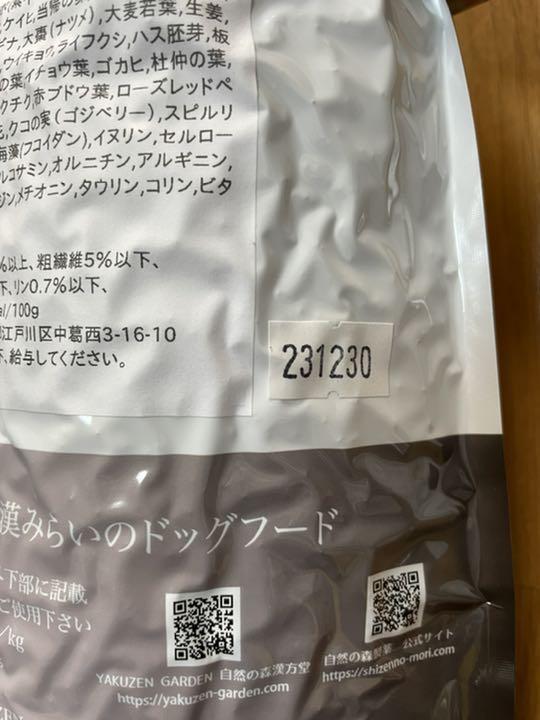 ケイヒ,当帰の
ピナ,大棗(ナツメ),大麦若葉,生姜,
ウイキョウ,ライフクシ,ハス胚芽,板
の葉,イチョウ葉,ゴカヒ,杜仲の葉,
クチク,赤ブドウ葉,ローズレッドペ
クコの実(ゴジベリー),スピルリ
海藻(フコイダン),イヌリン,セルロー
ルコサミン,オルニチン,アルギニン,
ジン,メチオニン,タウリン,コリン,ビタ
%以上、粗繊維5%以下、
下、リン0.7%以下、
al/100g
江戸川区中葛西3-16-10
、給与してください。
231230
漢みらいのドッグフード
下部に記載
ご使用下さい
/kg
YAKUZEN GARDEN 自然の森漢方堂
https://yakuzen-garden.com
自然の森製薬 公式サイト
https://shizenno-mori.com